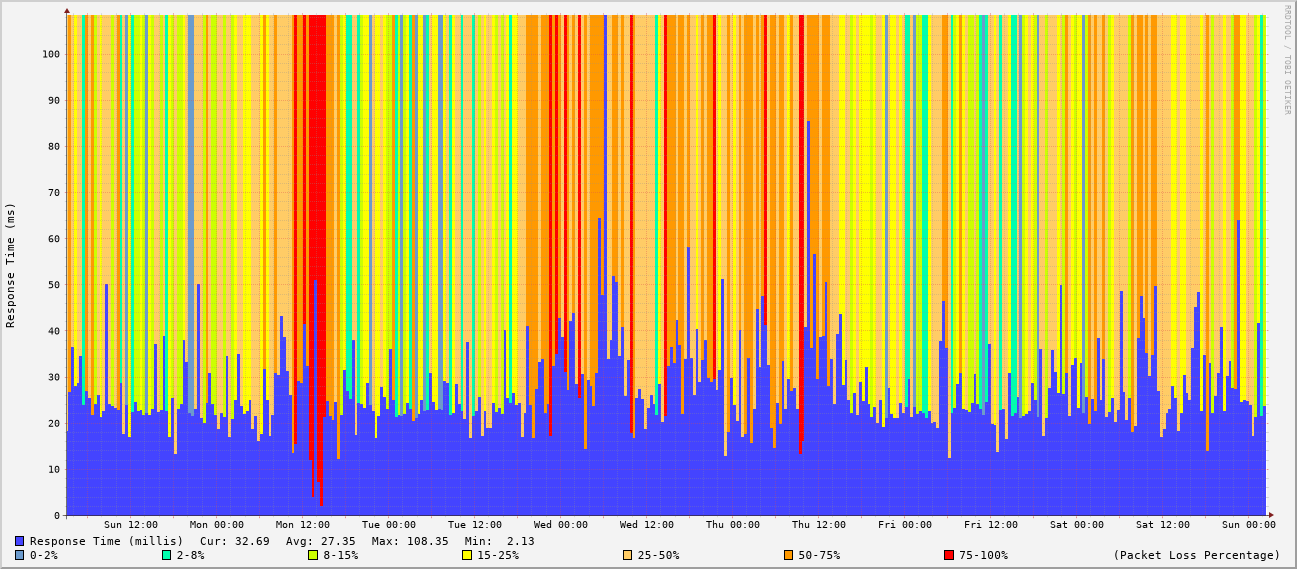 RRDTOOL / TOBI OETIKER
Response Time (ms)
100
90
80
70
60
50
40
30
20
10
0
Sun 12:00 Mon 00:00 Mon 12:00 Tue 00:00 Tue 12:00 Wed 00:00 Wed 12:00 Thu 00:00 Thu 12:00 Fri 00:00 Fri 12:00 Sat 00:00 Sat 12:00 Sun 00:00
Response Time (millis) Cur: 32.69 Avg: 27.35 Max: 108.35 Min: 2.13
0-2% 2-8% 8-15% 15-25% 25-50% 50-75% 75-100% (Packet Loss Percentage)